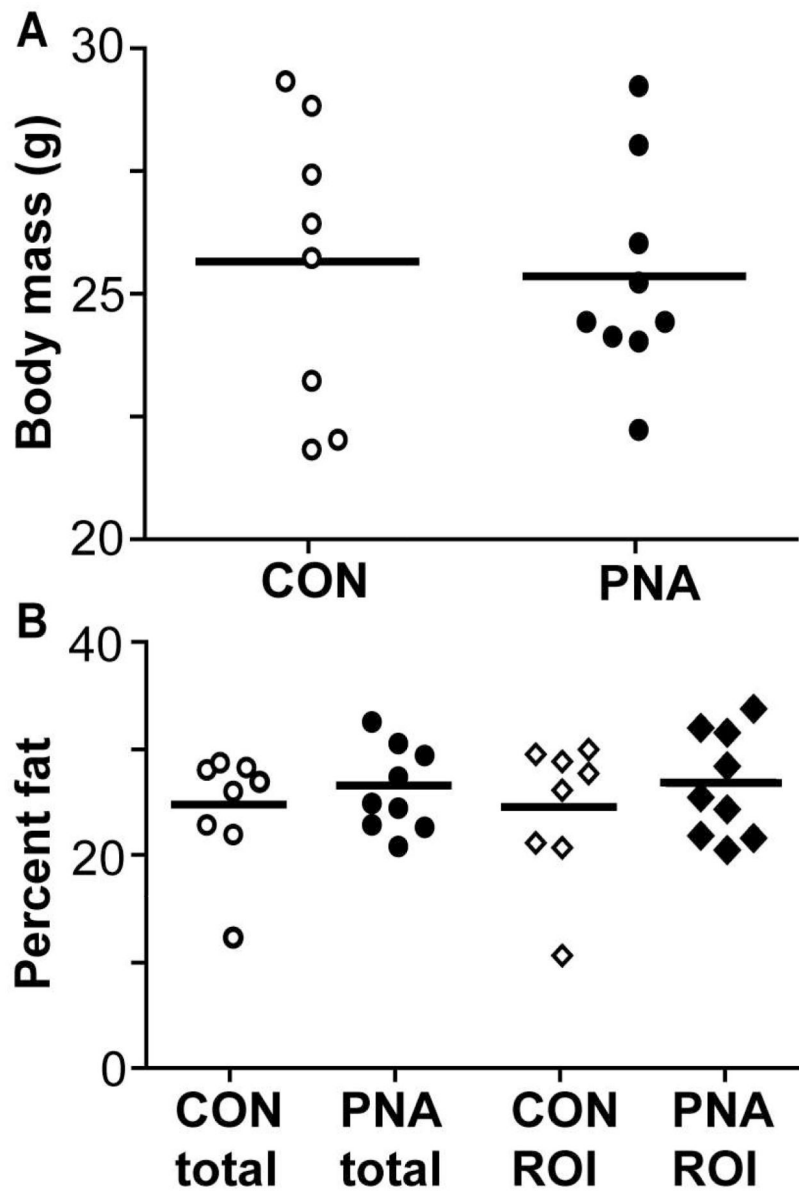 A
30
Body mass (g)
25
20
CON PNA
B
40
Percent fat
20
0
CON PNA CON PNA
total total ROI ROI